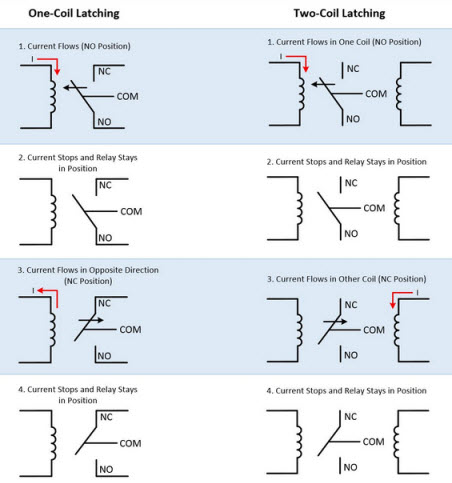 One-Coil Latching
Two-Coil Latching
1. Current Flows (NO Position)
I
NC
COM
NO
1. Current Flows in One Coil (NO Position)
I
NC
COM
NO
2. Current Stops and Relay Stays
in Position
NC
COM
NO
2. Current Stops and Relay Stays in Position
NC
COM
NO
3. Current Flows in Opposite Direction
(NC Position)
I
NC
COM
NO
3. Current Flows in Other Coil (NC Position)
I
NC
COM
NO
4. Current Stops and Relay Stays
in Position
NC
COM
NO
4. Current Stops and Relay Stays in Position
NC
COM
NO